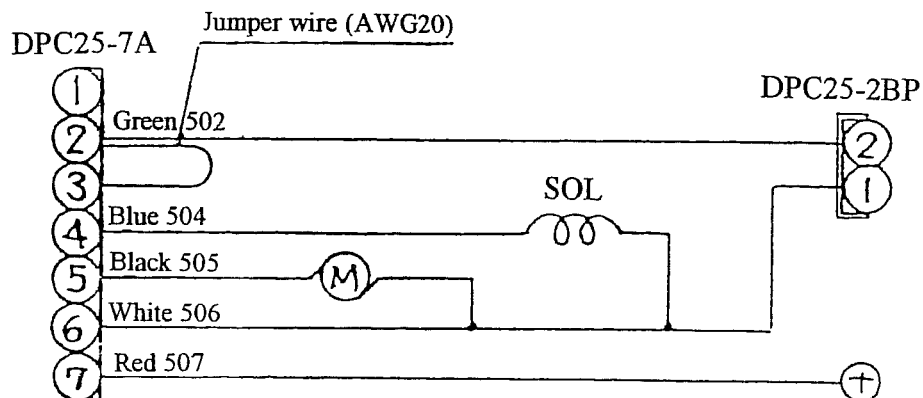 Jumper wire (AWG20)
DPC25-7A
DPC25-2BP
1
2 Green 502 2
3 1
SOL
4 Blue 504
5 Black 505 M
6 White 506
7 Red 507 +